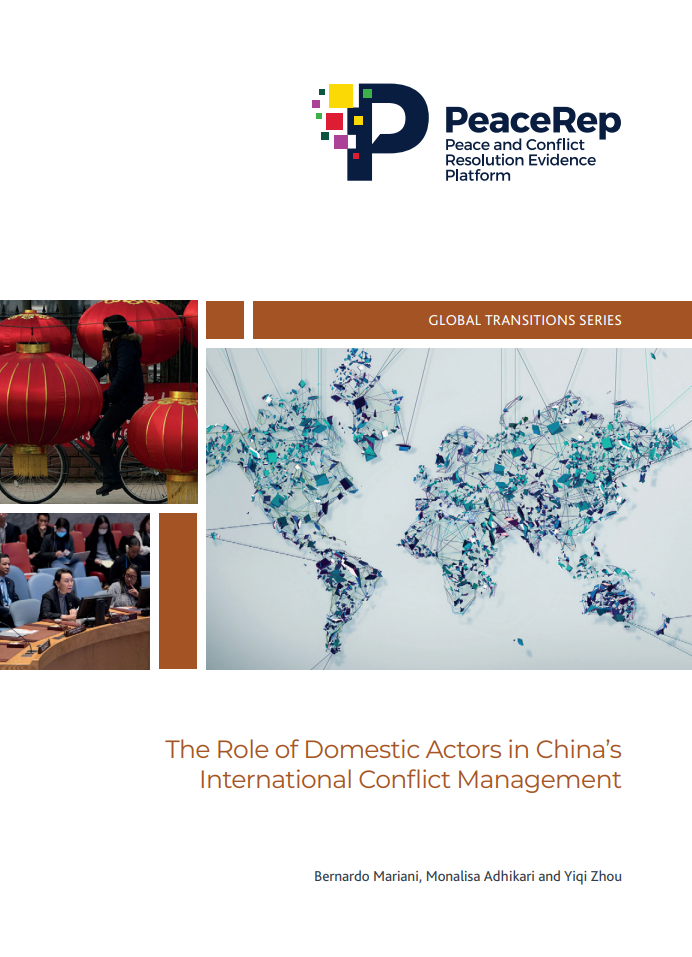 PeaceRep
Peace and Conflict
Resolution Evidence
Platform
GLOBAL TRANSITIONS SERIES
The Role of Domestic Actors in China’s
International Conflict Management
Bernardo Mariani, Monalisa Adhikari and Yiqi Zhou